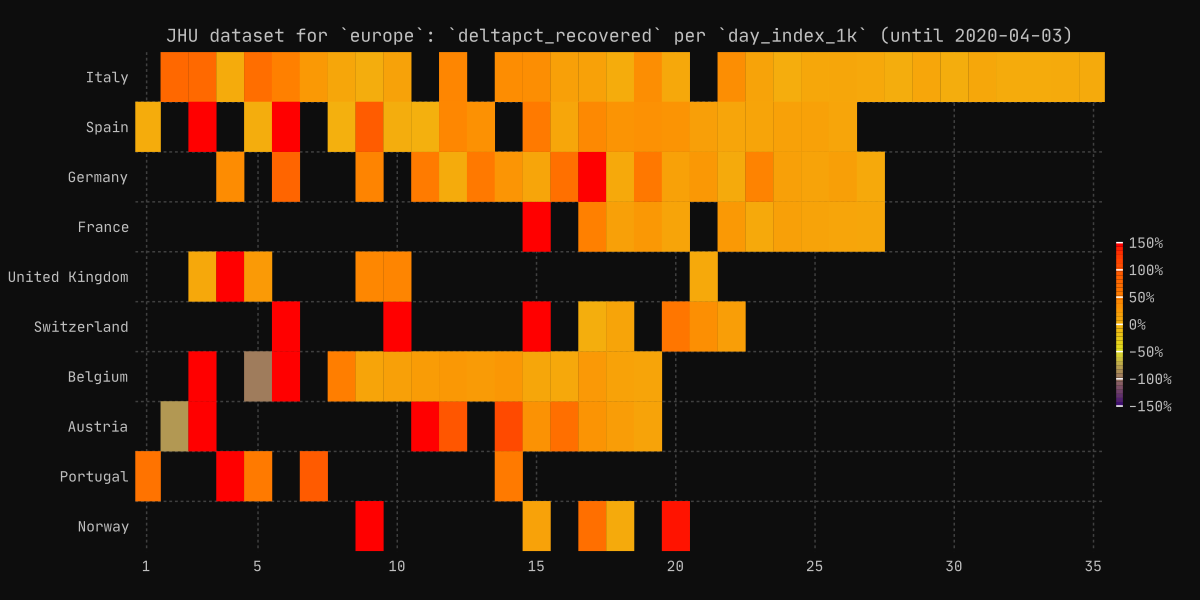 JHU dataset for `europe`: `deltapct_recovered` per `day_index_1k` (until 2020-04-03)
Italy
Spain
Germany
France
United Kingdom
Switzerland
Belgium
Austria
Portugal
Norway
1 5 10 15 20 25 30 35
150%
100%
50%
0%
-50%
-100%
-150%